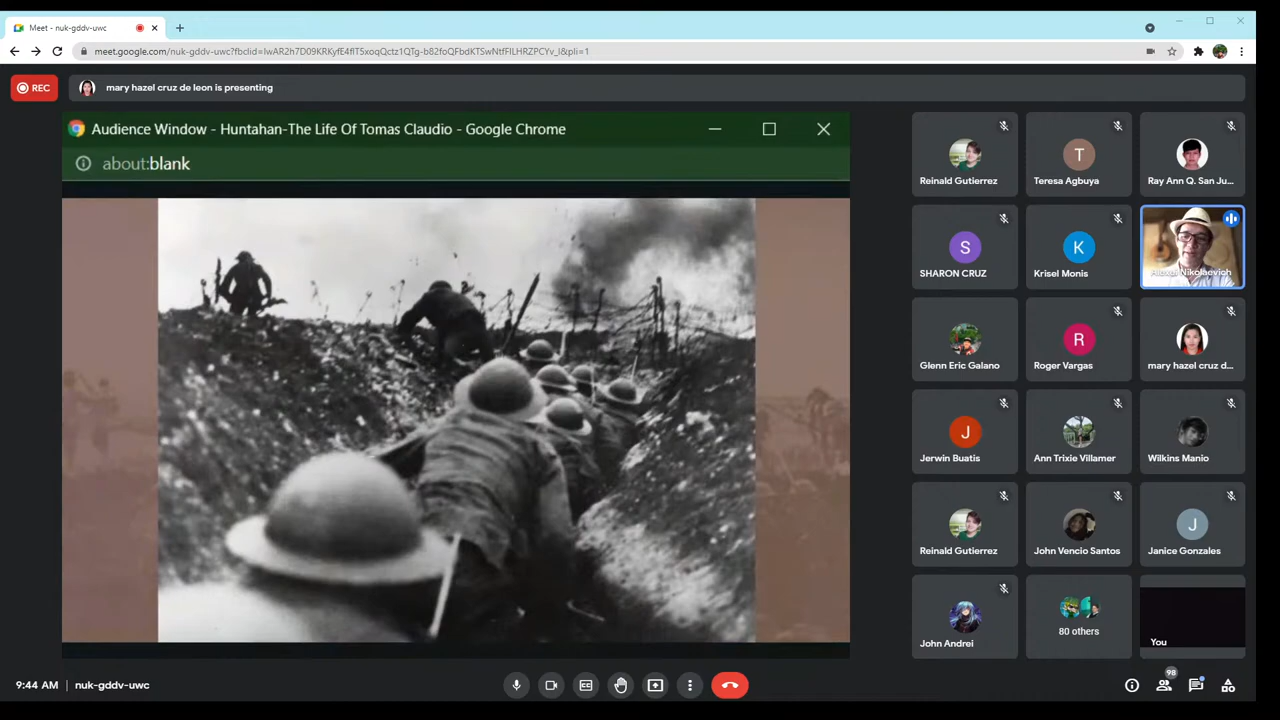 Meet - nuk-gddv-uwc
meet.google.com/nuk-gddv-uwc?fbclid=IwAR2h7D09KRKyfE4flT5xoqQctz1QTg-b82foQFbdKTSwNtfFILHRZPCYv_I&pli=1
REC
mary hazel cruz de leon is presenting
Audience Window - Huntahan-The Life Of Tomas Claudio - Google Chrome
about:blank
Reinald Gutierrez
T
Teresa Agbuya
Ray Ann Q. San Ju...
S
SHARON CRUZ
K
Krisel Monis
Alexei Nikolaevich
Glenn Eric Galano
R
Roger Vargas
mary hazel cruz d...
J
Jerwin Buatis
Ann Trixie Villamer
Wilkins Manio
Reinald Gutierrez
John Vencio Santos
J
Janice Gonzales
John Andrei
80 others
You
9:44 AM | nuk-gddv-uwc
98